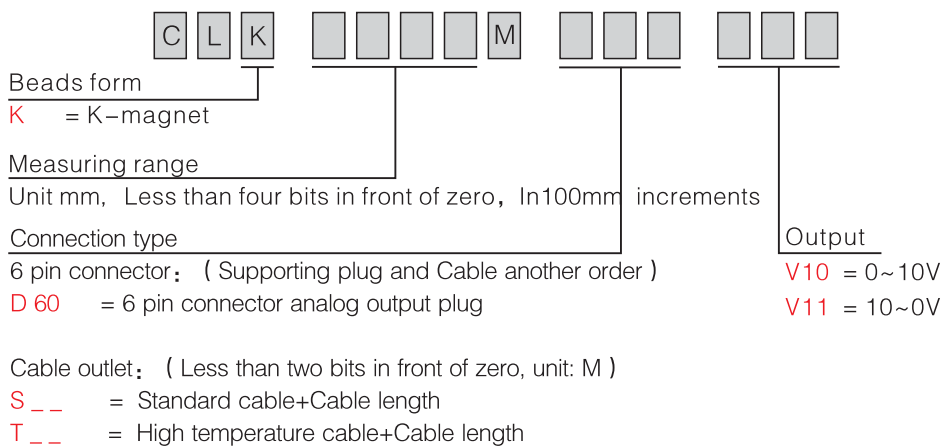 C L K M
Beads form
K = K-magnet
Measuring range
Unit mm, Less than four bits in front of zero, In100mm increments
Connection type
6 pin connector: ( Supporting plug and Cable another order )
D 60 = 6 pin connector analog output plug
Output
V10 = 0~10V
V11 = 10~0V
Cable outlet: ( Less than two bits in front of zero, unit: M )
S _ _ = Standard cable+Cable length
T _ _ = High temperature cable+Cable length